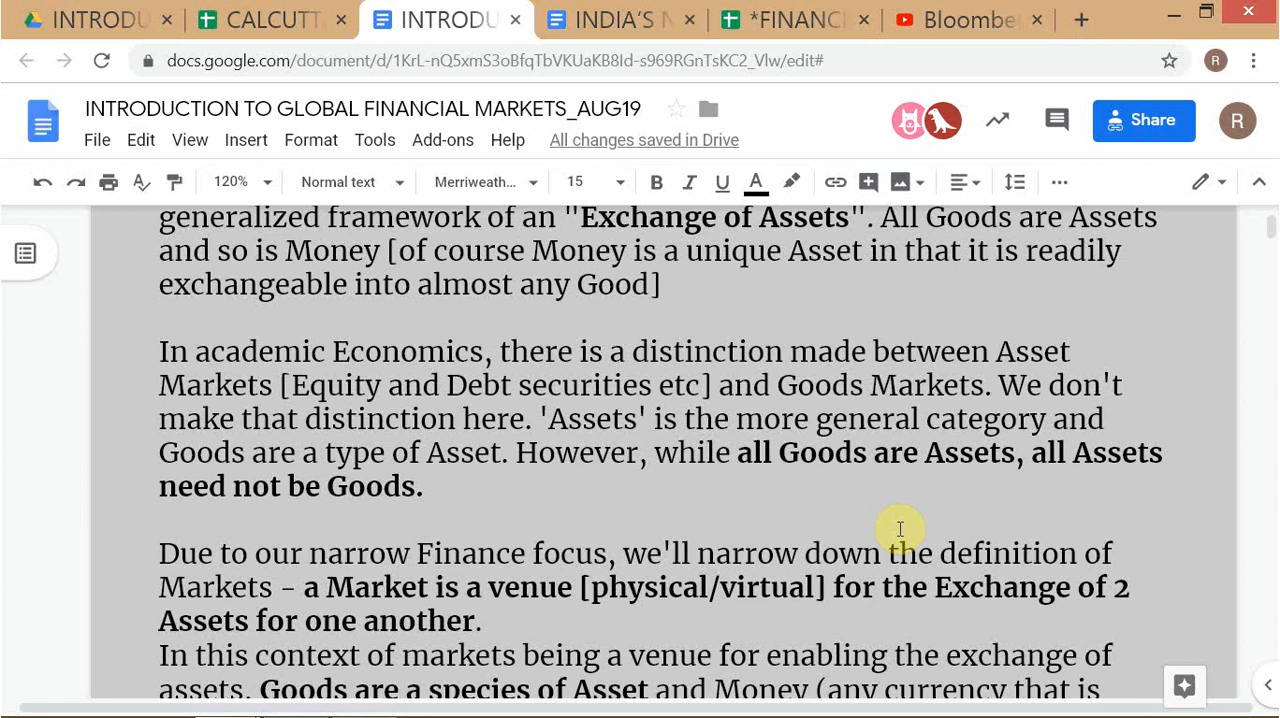 INTRODU
CALCUTT
INTRODU
INDIA'S N
*FINANC
Bloombe
docs.google.com/document/d/1KrL-nQ5xmS3oBfqTbVKUaKB8Id-s969RGnTsKC2_Vlw/edit#
R
INTRODUCTION TO GLOBAL FINANCIAL MARKETS_AUG19
Share
R
File Edit View Insert Format Tools Add-ons Help All changes saved in Drive
120% Normal text Merriweath... 15 B I U A
generalized framework of an "Exchange of Assets". All Goods are Assets
and so is Money [of course Money is a unique Asset in that it is readily
exchangeable into almost any Good]
In academic Economics, there is a distinction made between Asset
Markets [Equity and Debt securities etc] and Goods Markets. We don't
make that distinction here. 'Assets' is the more general category and
Goods are a type of Asset. However, while all Goods are Assets, all Assets
need not be Goods.
Due to our narrow Finance focus, we'll narrow down the definition of
Markets - a Market is a venue [physical/virtual] for the Exchange of 2
Assets for one another.
In this context of markets being a venue for enabling the exchange of
assets, Goods are a species of Asset and Money (any currency that is